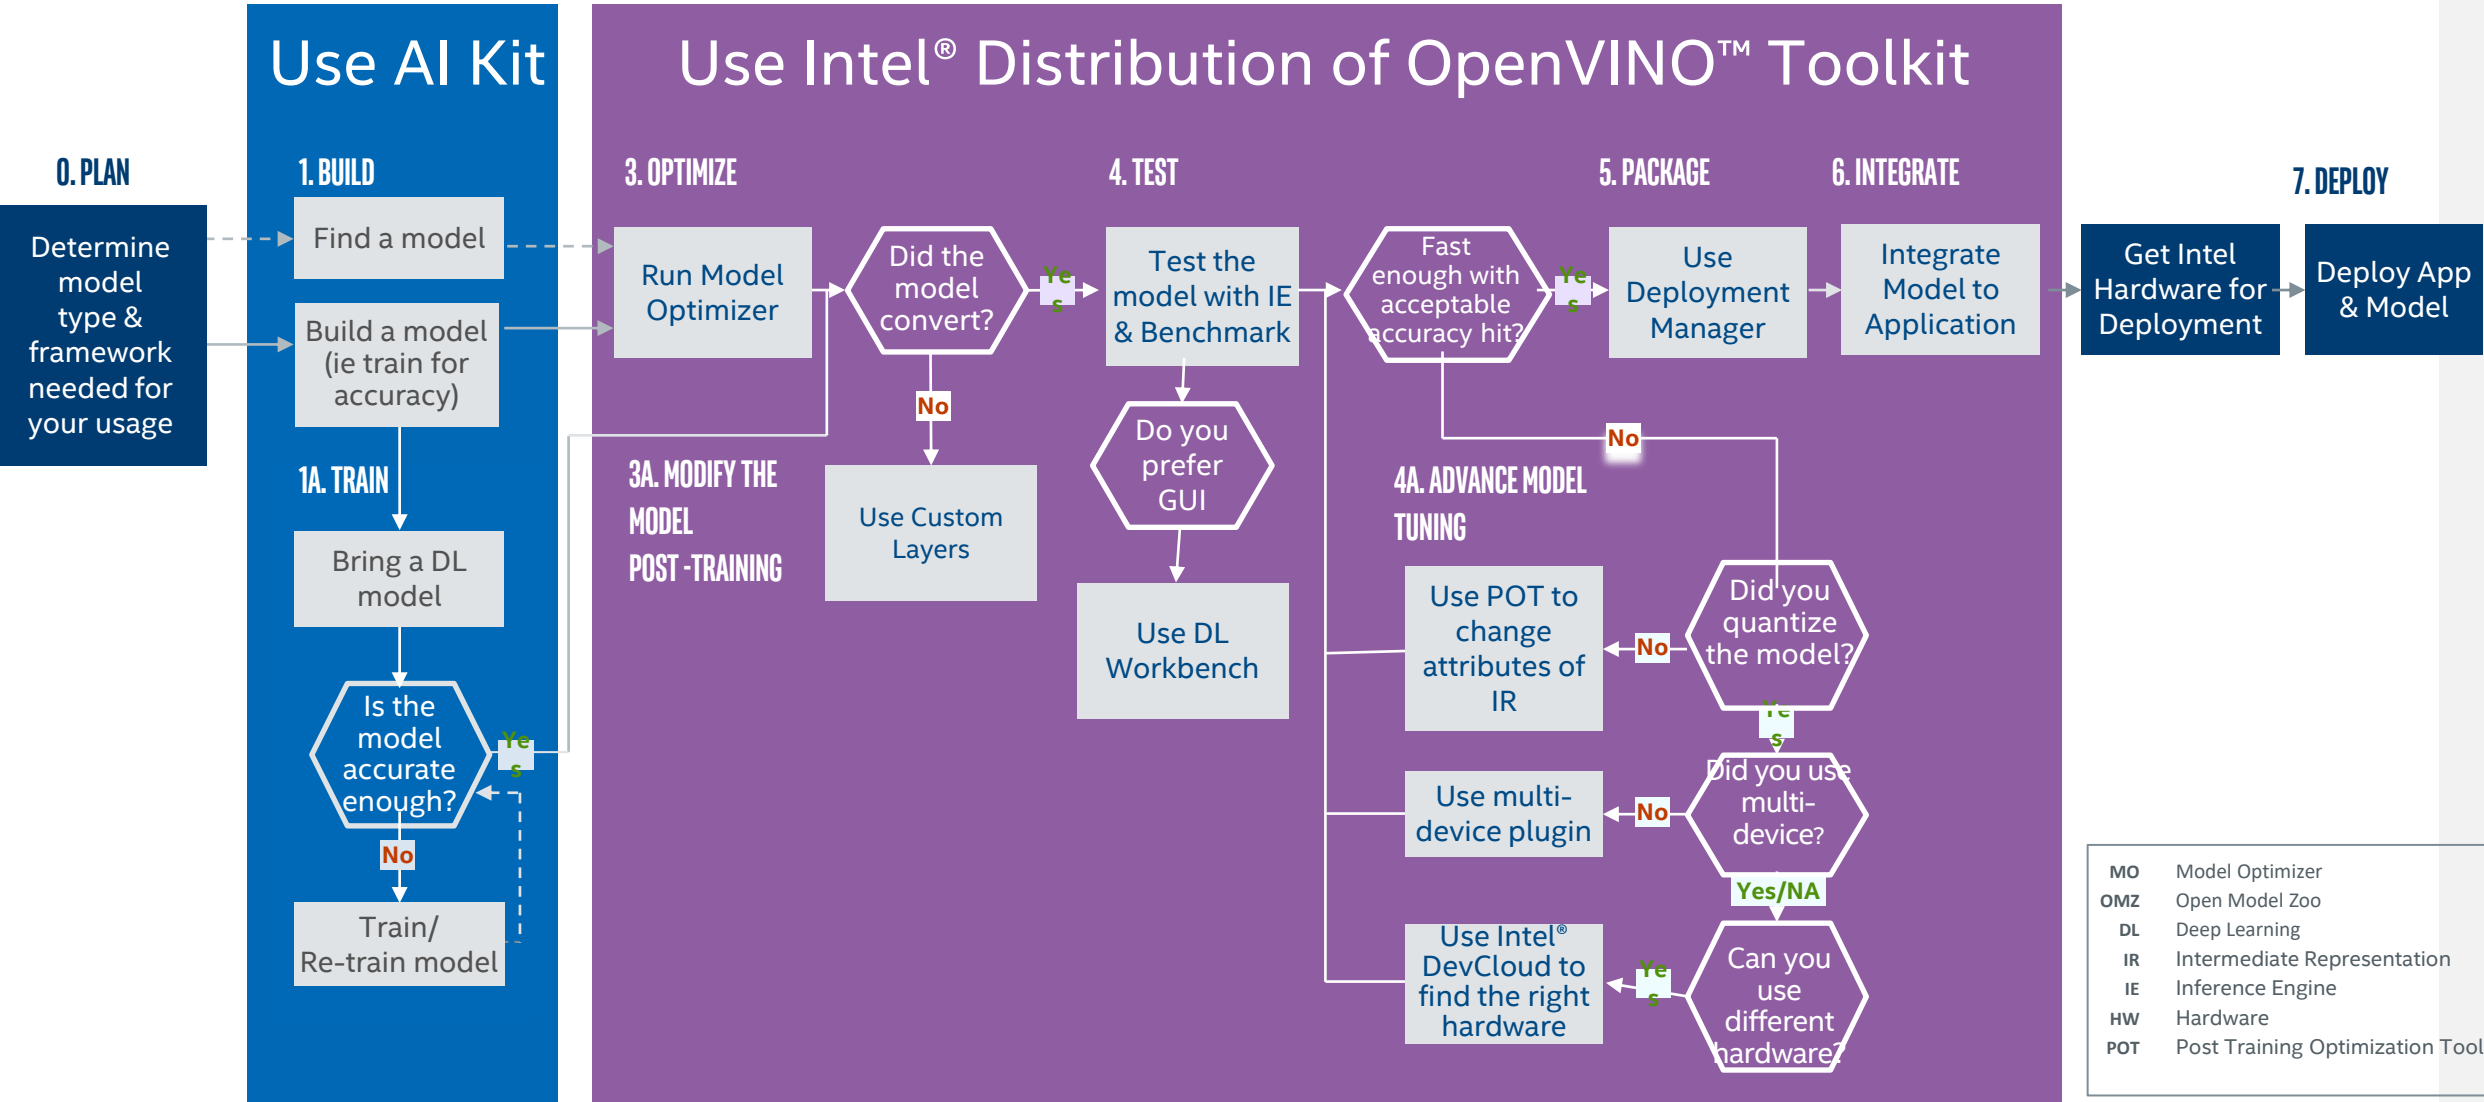 Use AI Kit
Use Intel® Distribution of OpenVINO™ Toolkit
0. PLAN
Determine
model
type &
framework
needed for
your usage
1. BUILD
Find a model
Build a model
(ie train for
accuracy)
1A. TRAIN
Bring a DL
model
Is the
model
accurate
enough?
Ye
s
No
Train/
Re-train model
3. OPTIMIZE
Run Model
Optimizer
Did the
model
convert?
Ye
s
No
3A. MODIFY THE
MODEL
POST -TRAINING
Use Custom
Layers
4. TEST
Test the
model with IE
& Benchmark
Do you
prefer
GUI
Use DL
Workbench
Fast
enough with
acceptable
accuracy hit?
Ye
s
No
4A. ADVANCE MODEL
TUNING
Did you
quantize
the model?
No
Use POT to
change
attributes of
IR
Ye
s
Did you use
multi-
device?
No
Use multi-
device plugin
Yes/NA
Can you
use
different
hardware?
Ye
s
Use Intel®
DevCloud to
find the right
hardware
5. PACKAGE
Use
Deployment
Manager
6. INTEGRATE
Integrate
Model to
Application
Get Intel
Hardware for
Deployment
7. DEPLOY
Deploy App
& Model
MO Model Optimizer
OMZ Open Model Zoo
DL Deep Learning
IR Intermediate Representation
IE Inference Engine
HW Hardware
POT Post Training Optimization Tool